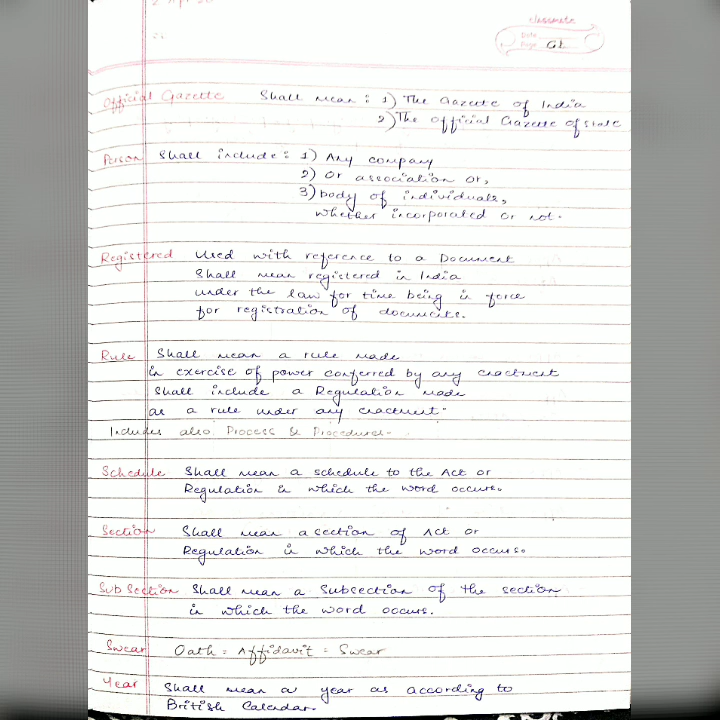 2 Apr 20
classmate
Date
Page GL
Official Gazette Shall mean : 1) The Gazette of India
2) The official Gazette of state
Person Shall include : 1) Any company
2) Or association or,
3) body of individuals,
whether incorporated or not.
Registered Used with reference to a Document
Shall mean registered in India
under the law for time being in force
for registration of documents.
Rule Shall mean a rule made
in exercise of power conferred by any enactment
Shall include a Regulation made
as a rule under any enactment.
Includes also Process & Procedures.
Schedule Shall mean a schedule to the Act or
Regulation in which the word occurs.
Section Shall mean a section of Act or
Regulation in which the word occurs.
Sub Section Shall mean a Subsection of the section
in which the word occurs.
Swear Oath = Affidavit = Swear
Year Shall mean a year as according to
British Calendar.